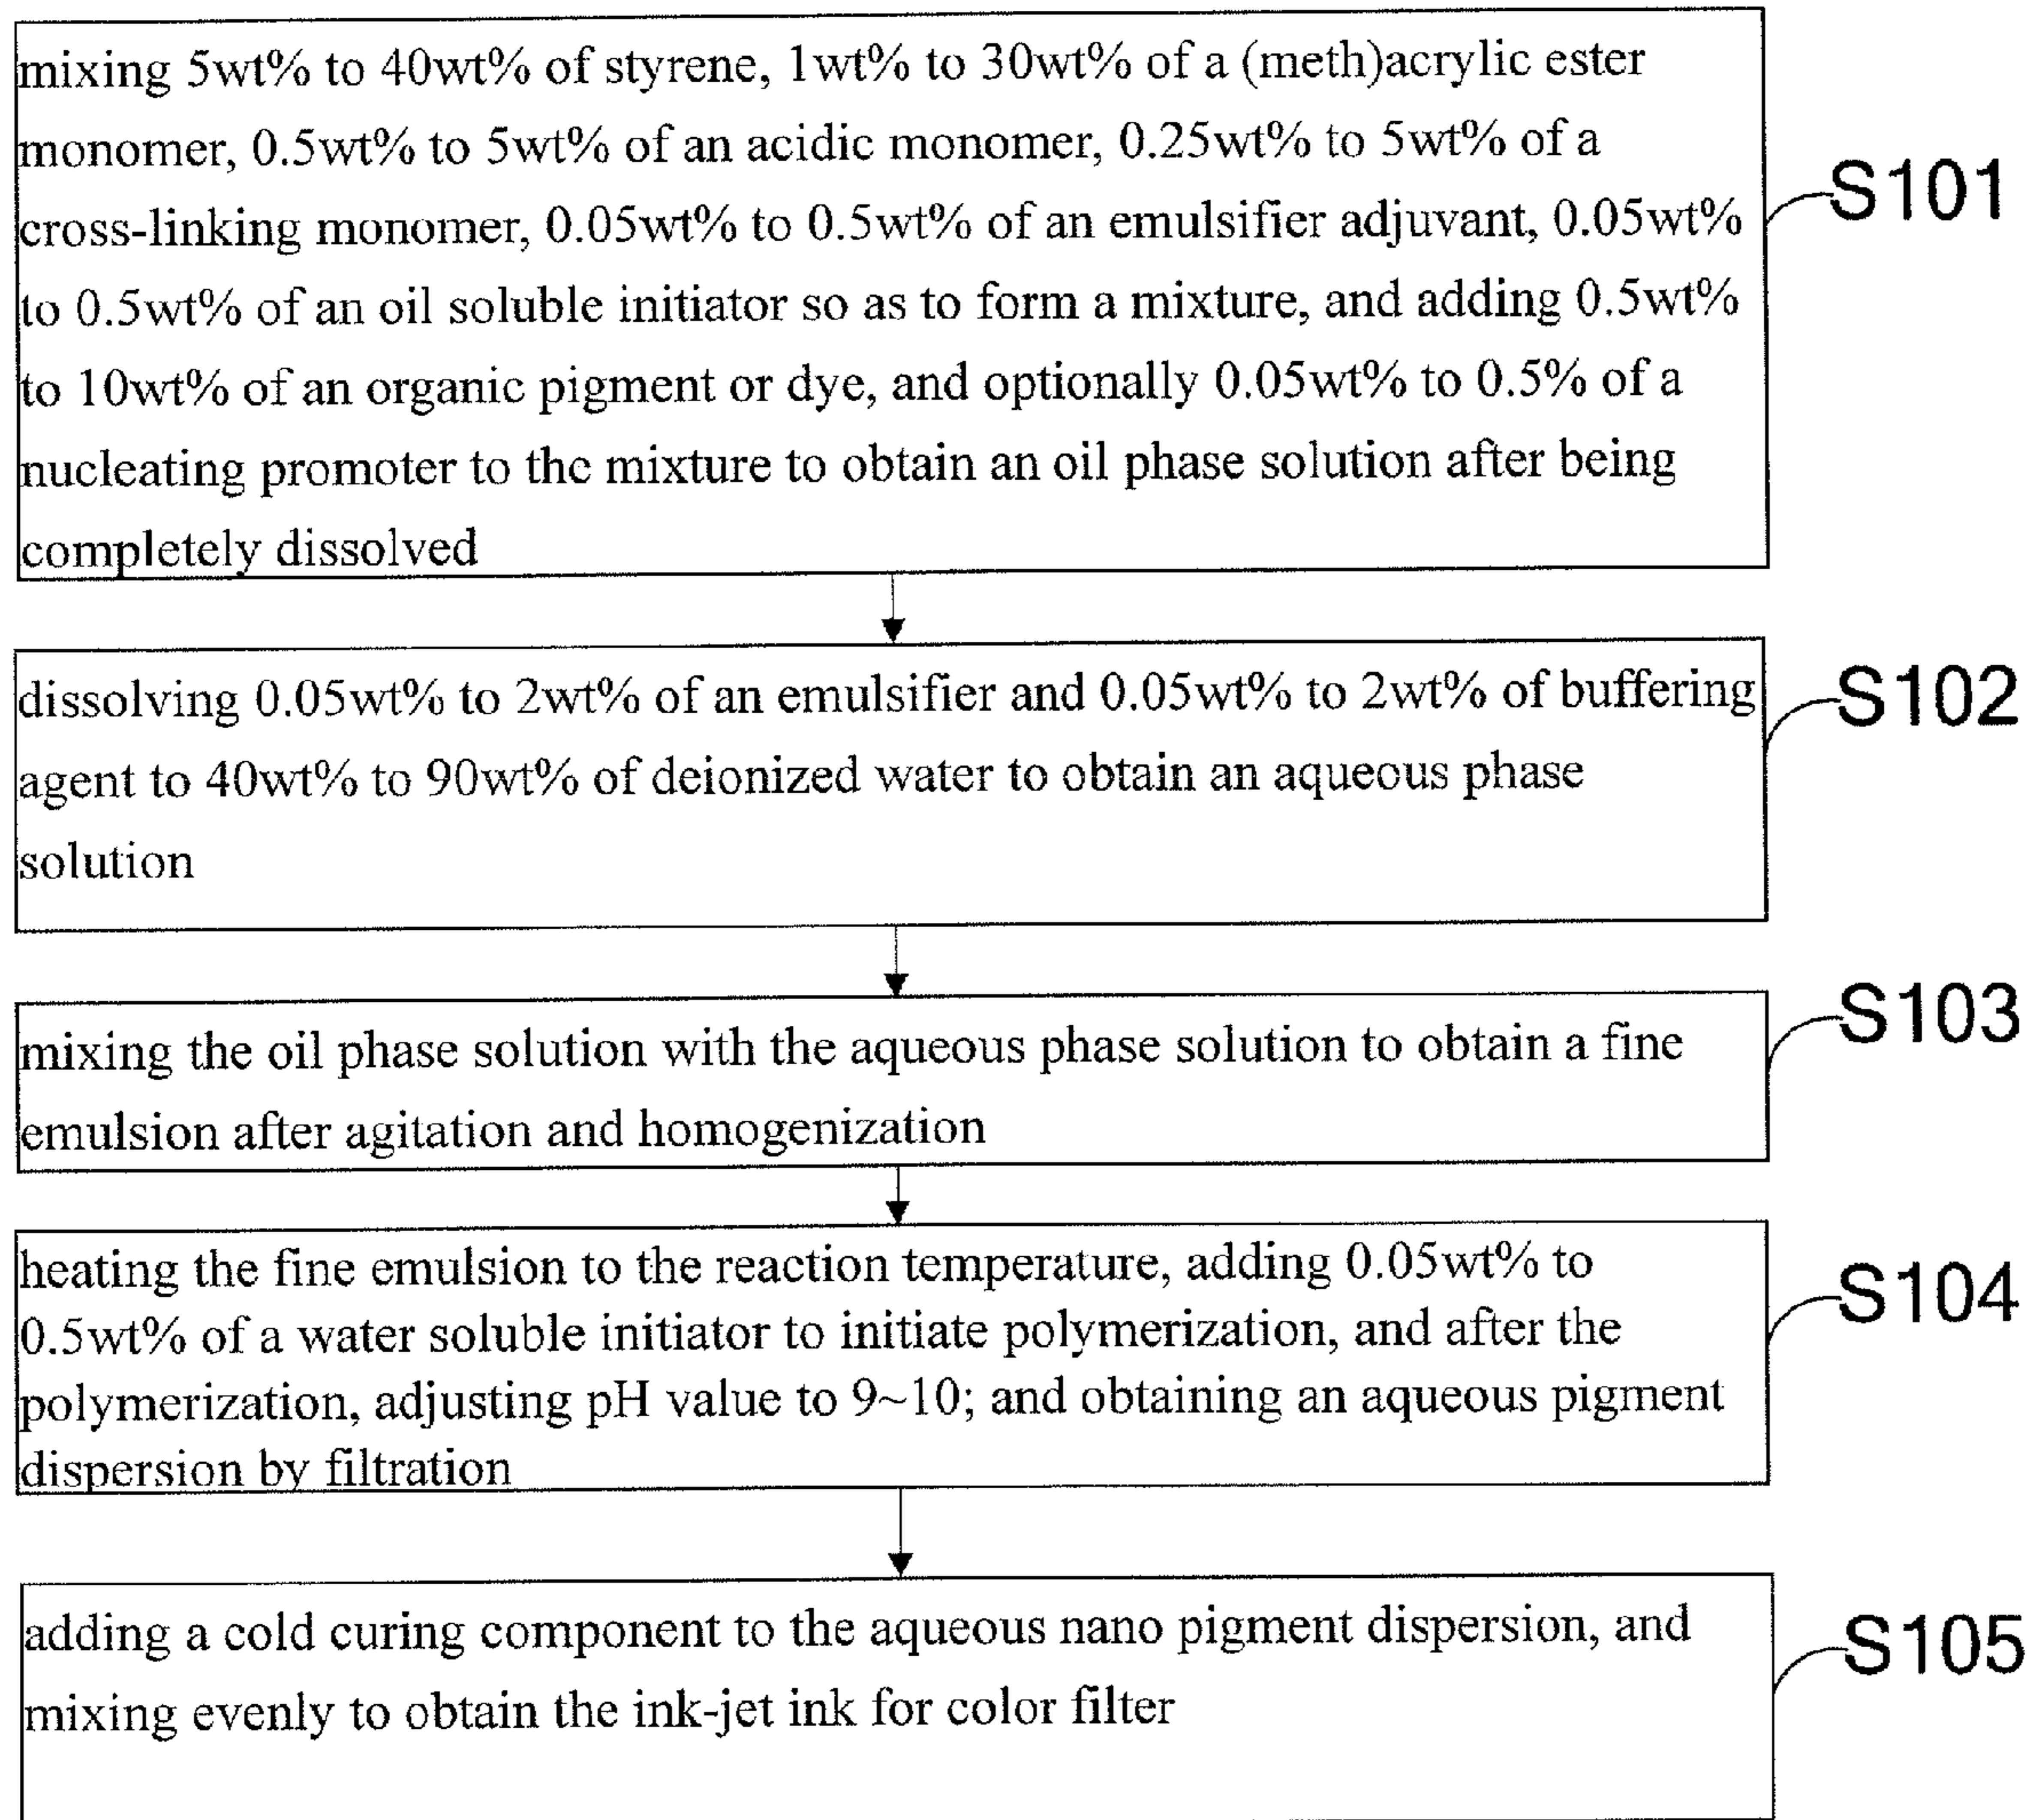 mixing 5wt% to 40wt% of styrene, 1wt% to 30wt% of a (meth)acrylic ester
monomer, 0.5wt% to 5wt% of an acidic monomer, 0.25wt% to 5wt% of a
cross-linking monomer, 0.05wt% to 0.5wt% of an emulsifier adjuvant, 0.05wt%
to 0.5wt% of an oil soluble initiator so as to form a mixture, and adding 0.5wt%
to 10wt% of an organic pigment or dye, and optionally 0.05wt% to 0.5% of a
nucleating promoter to the mixture to obtain an oil phase solution after being
completely dissolved
S101
dissolving 0.05wt% to 2wt% of an emulsifier and 0.05wt% to 2wt% of buffering
agent to 40wt% to 90wt% of deionized water to obtain an aqueous phase
solution
S102
mixing the oil phase solution with the aqueous phase solution to obtain a fine
emulsion after agitation and homogenization
S103
heating the fine emulsion to the reaction temperature, adding 0.05wt% to
0.5wt% of a water soluble initiator to initiate polymerization, and after the
polymerization, adjusting pH value to 9~10; and obtaining an aqueous pigment
dispersion by filtration
S104
adding a cold curing component to the aqueous nano pigment dispersion, and
mixing evenly to obtain the ink-jet ink for color filter
S105